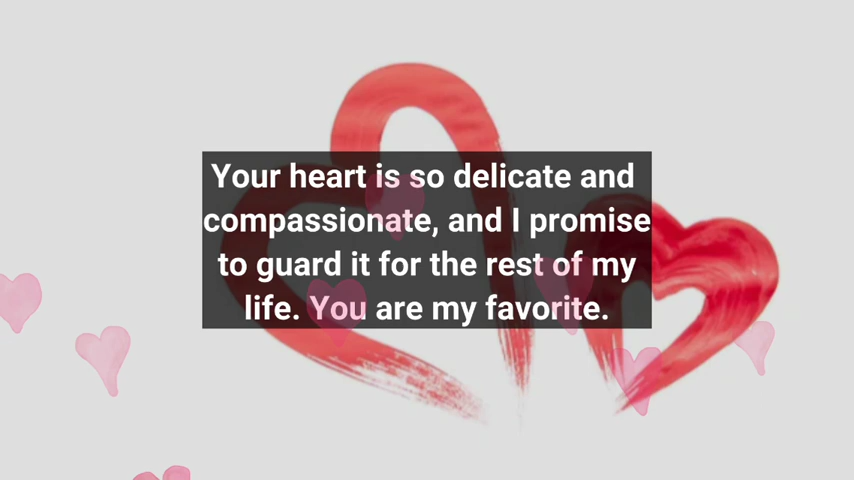 Your heart is so delicate and
compassionate, and I promise
to guard it for the rest of my
life. You are my favorite.